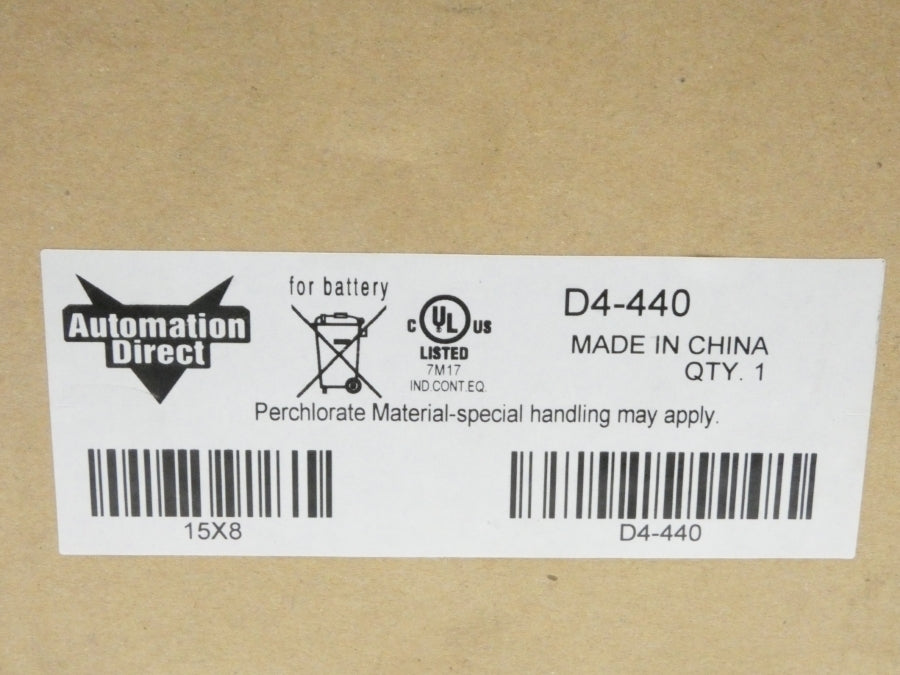 Automation
Direct
for battery
C UL US
LISTED
7M17
IND.CONT.EQ.
D4-440
MADE IN CHINA
QTY. 1
Perchlorate Material-special handling may apply.
15X8
D4-440